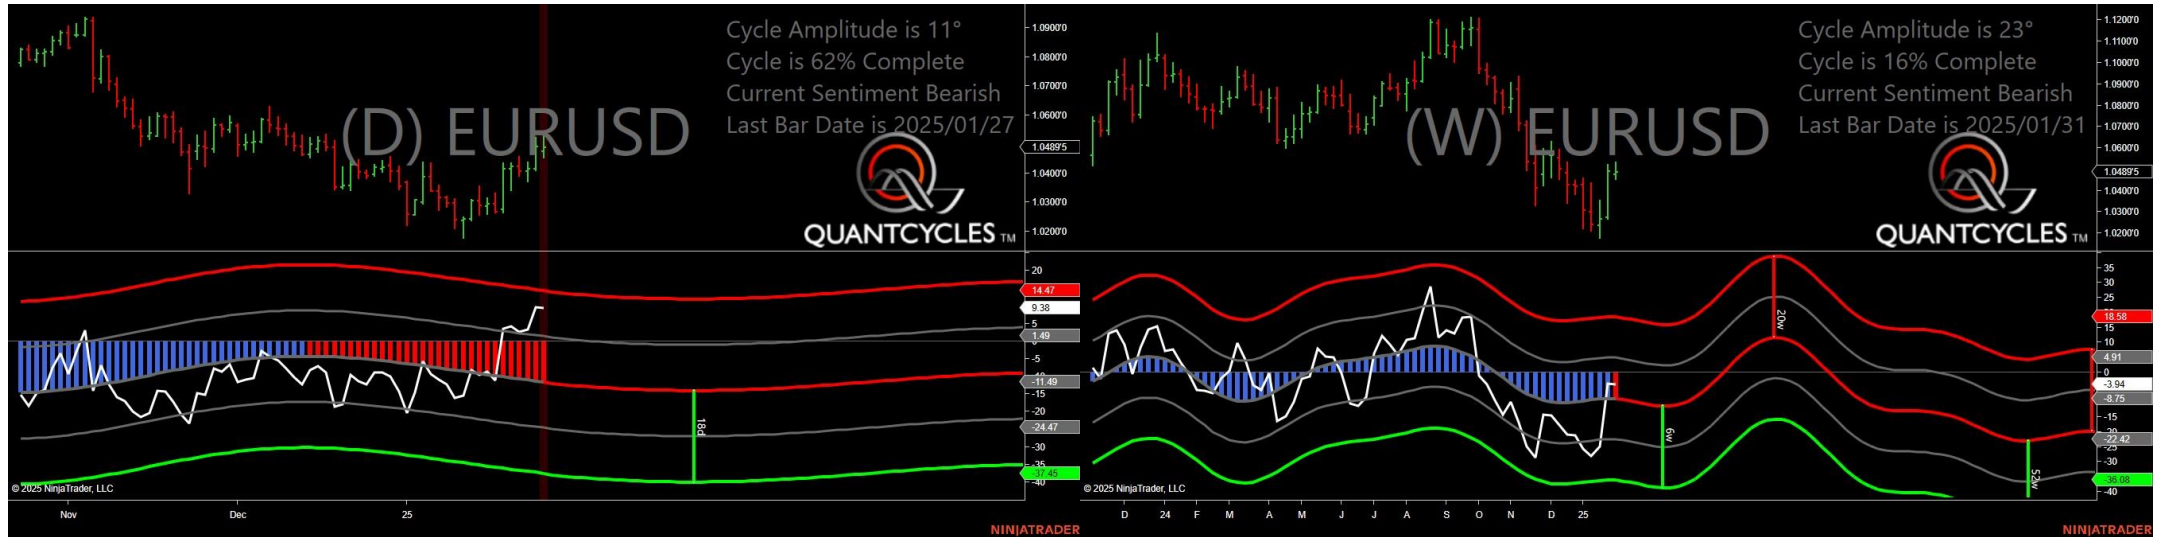 Cycle Amplitude is 11°
Cycle is 62% Complete
Current Sentiment Bearish
Last Bar Date is 2025/01/27
(D) EURUSD
QUANTCYCLES TM
1.0900'0
1.0800'0
1.0700'0
1.0600'0
1.0489'5
1.0400'0
1.0300'0
1.0200'0
20
14.47
9.38
5
1.49
-5
-11.49
-15
-20
-24.47
-30
-35
-37.45
-40
18d
© 2025 NinjaTrader, LLC
Nov
Dec
25
NINJATRADER
Cycle Amplitude is 23°
Cycle is 16% Complete
Current Sentiment Bearish
Last Bar Date is 2025/01/31
(W) EURUSD
QUANTCYCLES TM
1.1200'0
1.1100'0
1.1000'0
1.0900'0
1.0800'0
1.0700'0
1.0600'0
1.0489'5
1.0400'0
1.0300'0
1.0200'0
35
30
25
18.58
15
10
4.91
0
-3.94
-8.75
-15
-20
-22.42
-25
-30
-36.08
-40
20w
6w
52w
© 2025 NinjaTrader, LLC
D 24 F M A M J J A S O N D 25
NINJATRADER